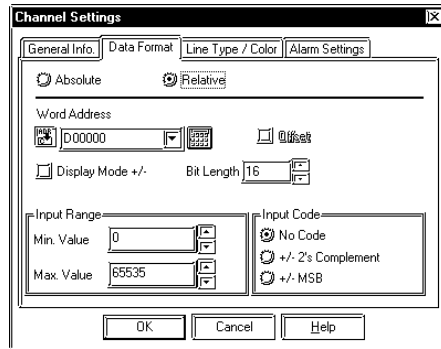 Channel Settings
General Info. Data Format Line Type / Color Alarm Settings
Absolute Relative
Word Address
D00000 Offset
Display Mode +/- Bit Length 16
Input Range Input Code
Min. Value 0 No Code
+/- 2's Complement
Max. Value 65535 +/- MSB
OK Cancel Help